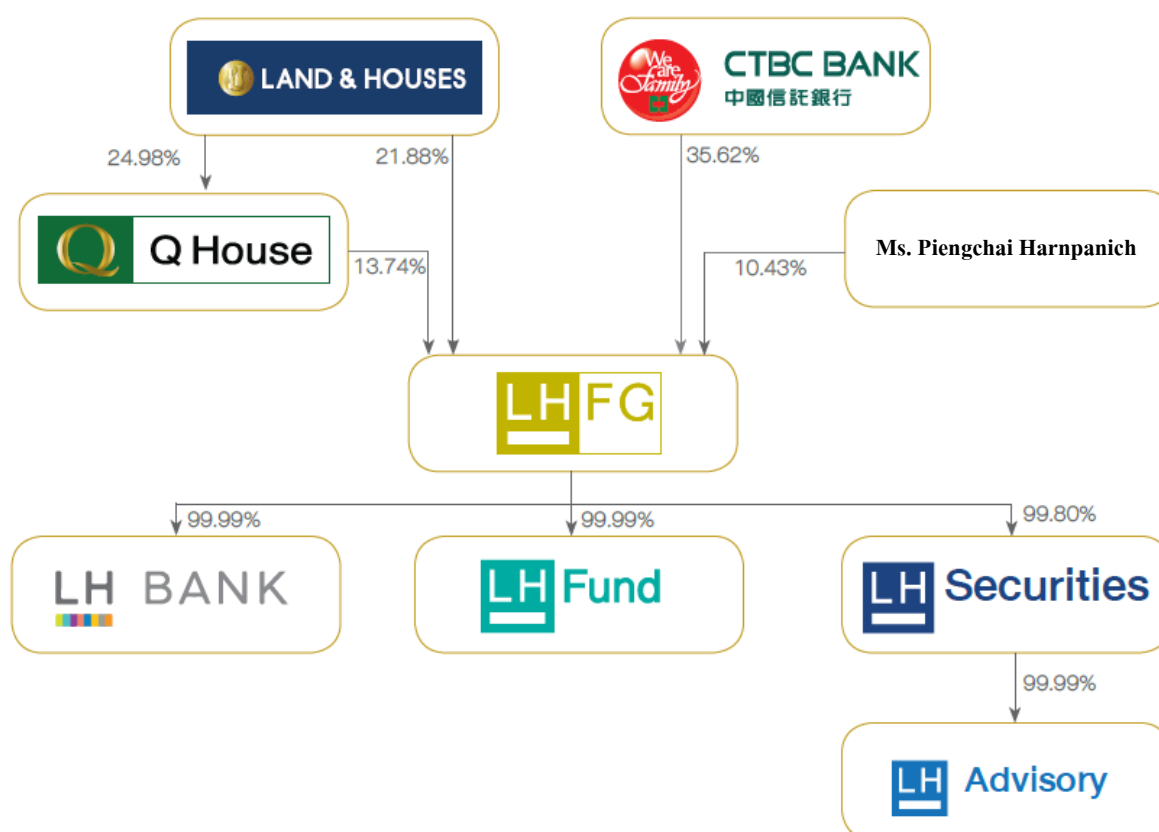 LAND & HOUSES
We are Family
CTBC BANK
中國信託銀行
24.98%
21.88%
35.62%
Q House
13.74%
10.43%
Ms. Piengchai Harnpanich
LH FG
99.99%
99.99%
99.80%
LH BANK
LH Fund
LH Securities
99.99%
LH Advisory